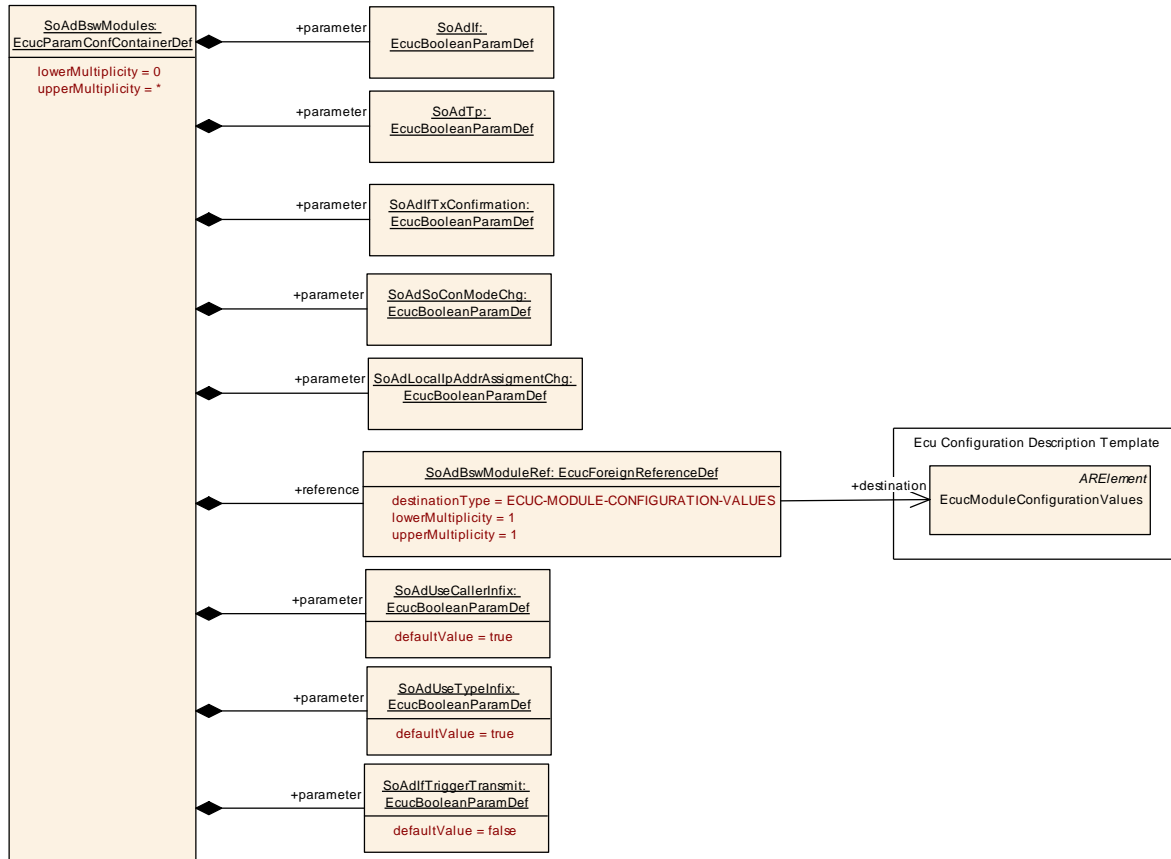 SoAdBswModules:
EcucParamConfContainerDef
lowerMultiplicity = 0
upperMultiplicity = *
+parameter
SoAdIf:
EcucBooleanParamDef
+parameter
SoAdTp:
EcucBooleanParamDef
+parameter
SoAdIfTxConfirmation:
EcucBooleanParamDef
+parameter
SoAdSoConModeChg:
EcucBooleanParamDef
+parameter
SoAdLocalIpAddrAssigmentChg:
EcucBooleanParamDef
+reference
SoAdBswModuleRef: EcucForeignReferenceDef
destinationType = ECUC-MODULE-CONFIGURATION-VALUES
lowerMultiplicity = 1
upperMultiplicity = 1
+destination
Ecu Configuration Description Template
ARElement
EcucModuleConfigurationValues
+parameter
SoAdUseCallerInfix:
EcucBooleanParamDef
defaultValue = true
+parameter
SoAdUseTypeInfix:
EcucBooleanParamDef
defaultValue = true
+parameter
SoAdIfTriggerTransmit:
EcucBooleanParamDef
defaultValue = false